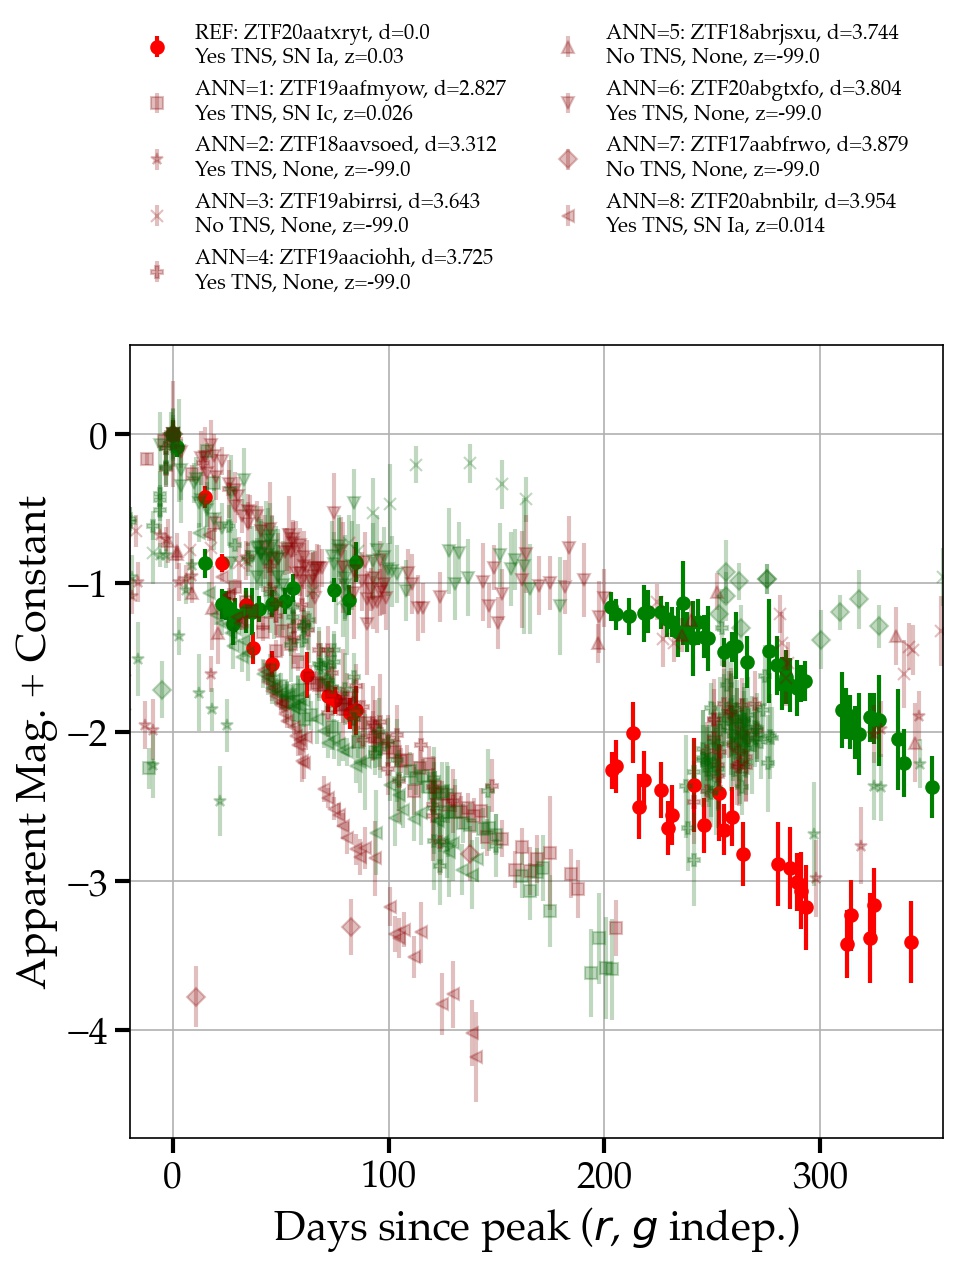 REF: ZTF20aatxryt, d=0.0
Yes TNS, SN Ia, z=0.03
ANN=1: ZTF19aafmyow, d=2.827
Yes TNS, SN Ic, z=0.026
ANN=2: ZTF18aavsoed, d=3.312
Yes TNS, None, z=-99.0
ANN=3: ZTF19abirrsi, d=3.643
No TNS, None, z=-99.0
ANN=4: ZTF19aaciohh, d=3.725
Yes TNS, None, z=-99.0
ANN=5: ZTF18abrjsxu, d=3.744
No TNS, None, z=-99.0
ANN=6: ZTF20abgtxfo, d=3.804
Yes TNS, None, z=-99.0
ANN=7: ZTF17aabfrwo, d=3.879
No TNS, None, z=-99.0
ANN=8: ZTF20abnbilr, d=3.954
Yes TNS, SN Ia, z=0.014
Apparent Mag. + Constant
0
−1
−2
−3
−4
0
100
200
300
Days since peak (r, g indep.)